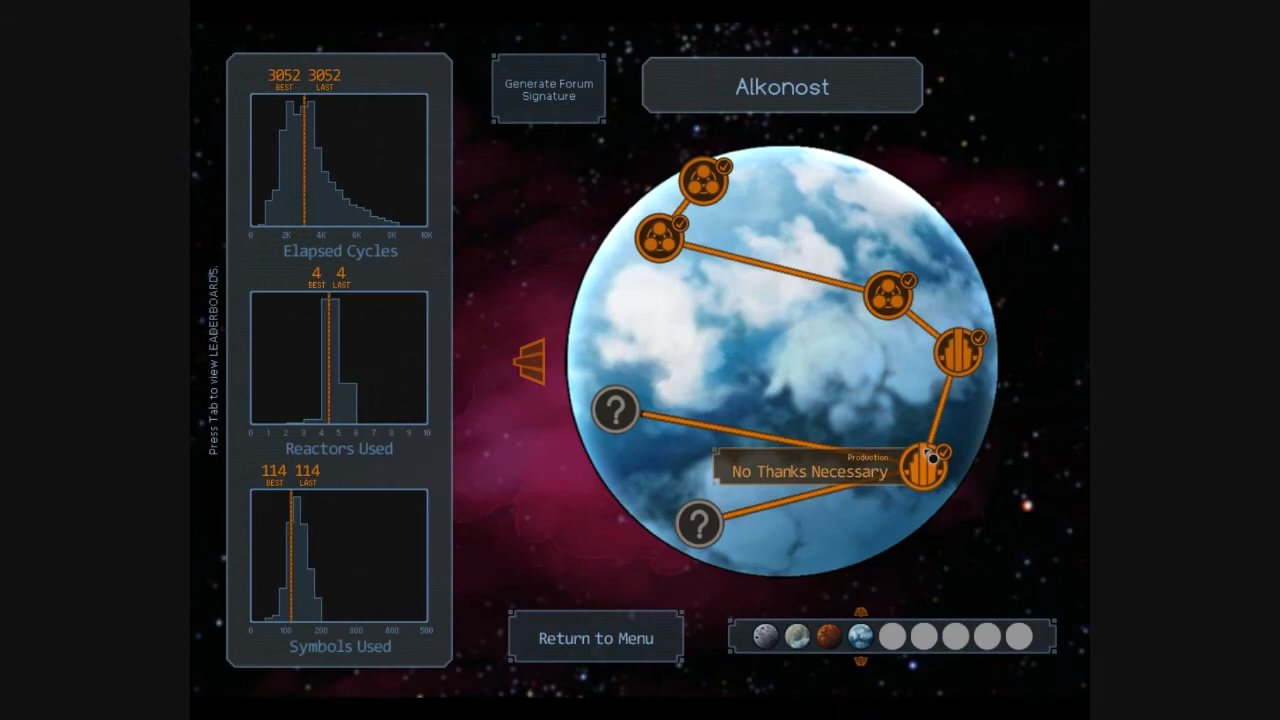 3052 3052
BEST LAST
0 2K 4K 6K 8K 10K
Elapsed Cycles
4 4
BEST LAST
0 1 2 3 4 5 6 7 8 9 10
Reactors Used
114 114
BEST LAST
0 100 200 300 400 500
Symbols Used
Press Tab to view LEADERBOARDS.
Generate Forum
Signature
Alkonost
?
Production
No Thanks Necessary
?
Return to Menu